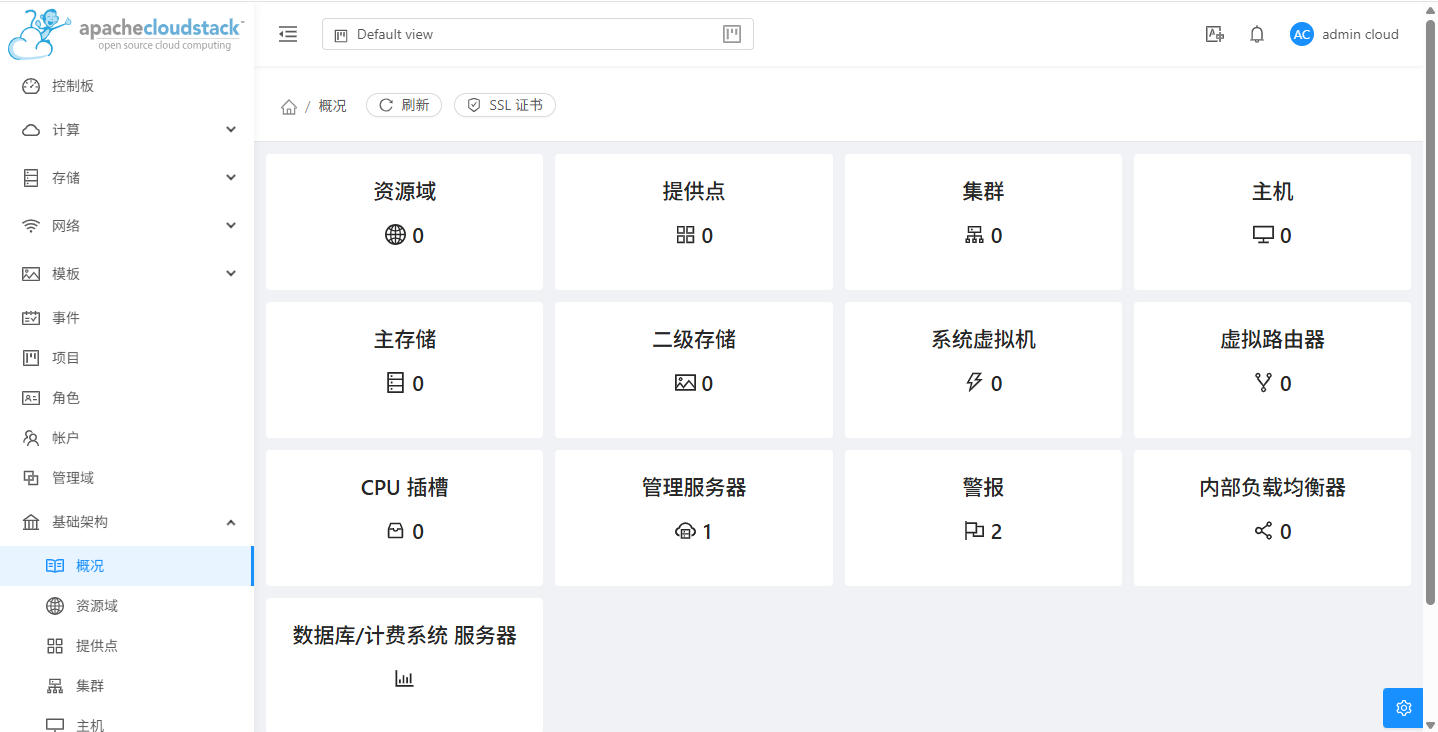 apachecloudstack™
open source cloud computing
Default view
AC admin cloud
控制板
计算
存储
网络
模板
事件
项目
角色
帐户
管理域
基础架构
概况
资源域
提供点
集群
主机
/ 概况 刷新 SSL 证书
资源域
0
提供点
0
集群
0
主机
0
主存储
0
二级存储
0
系统虚拟机
0
虚拟路由器
0
CPU 插槽
0
管理服务器
1
警报
2
内部负载均衡器
0
数据库/计费系统 服务器